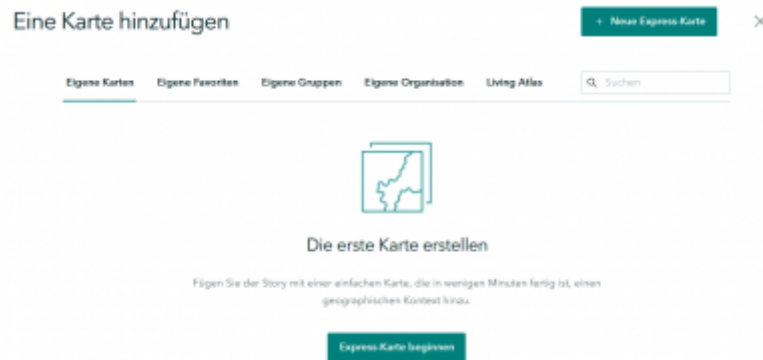 Eine Karte hinzufügen
+ Neue Express-Karte
Eigene Karten Eigene Favoriten Eigene Gruppen Eigene Organisation Living Atlas Suchen
Die erste Karte erstellen
Fügen Sie der Story mit einer einfachen Karte, die in wenigen Minuten fertig ist, einen
geographischen Kontext hinzu.
Express-Karte beginnen